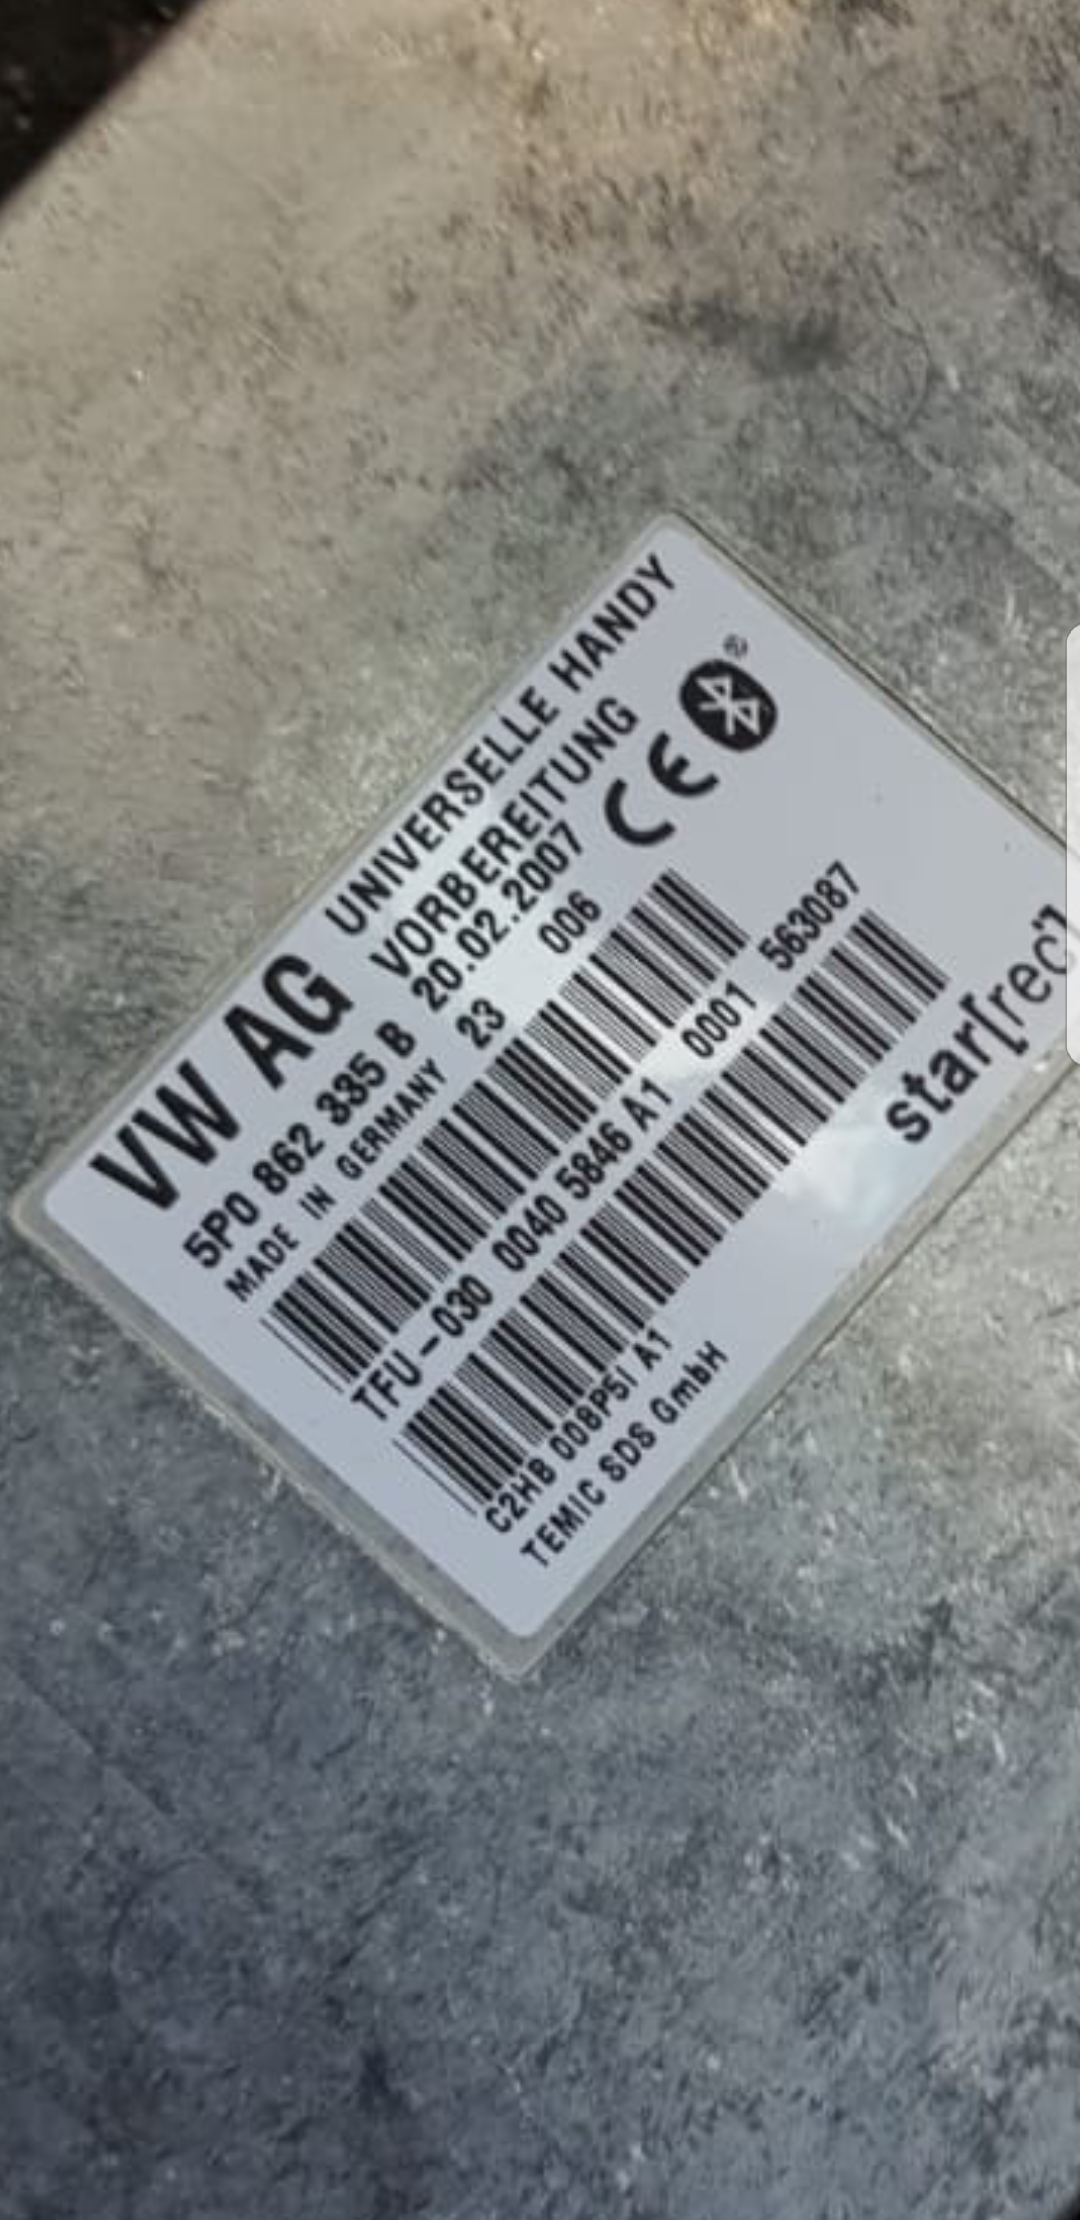 VW AG UNIVERSELLE HANDY
VORBEREITUNG
5P0 862 335 B 20.02.2007
MADE IN GERMANY 23 006
CE
TFU-030 0040 5846 A1 0001 563087
C2HB 008P5I A1
TEMIC SDS GmbH
star[rec]